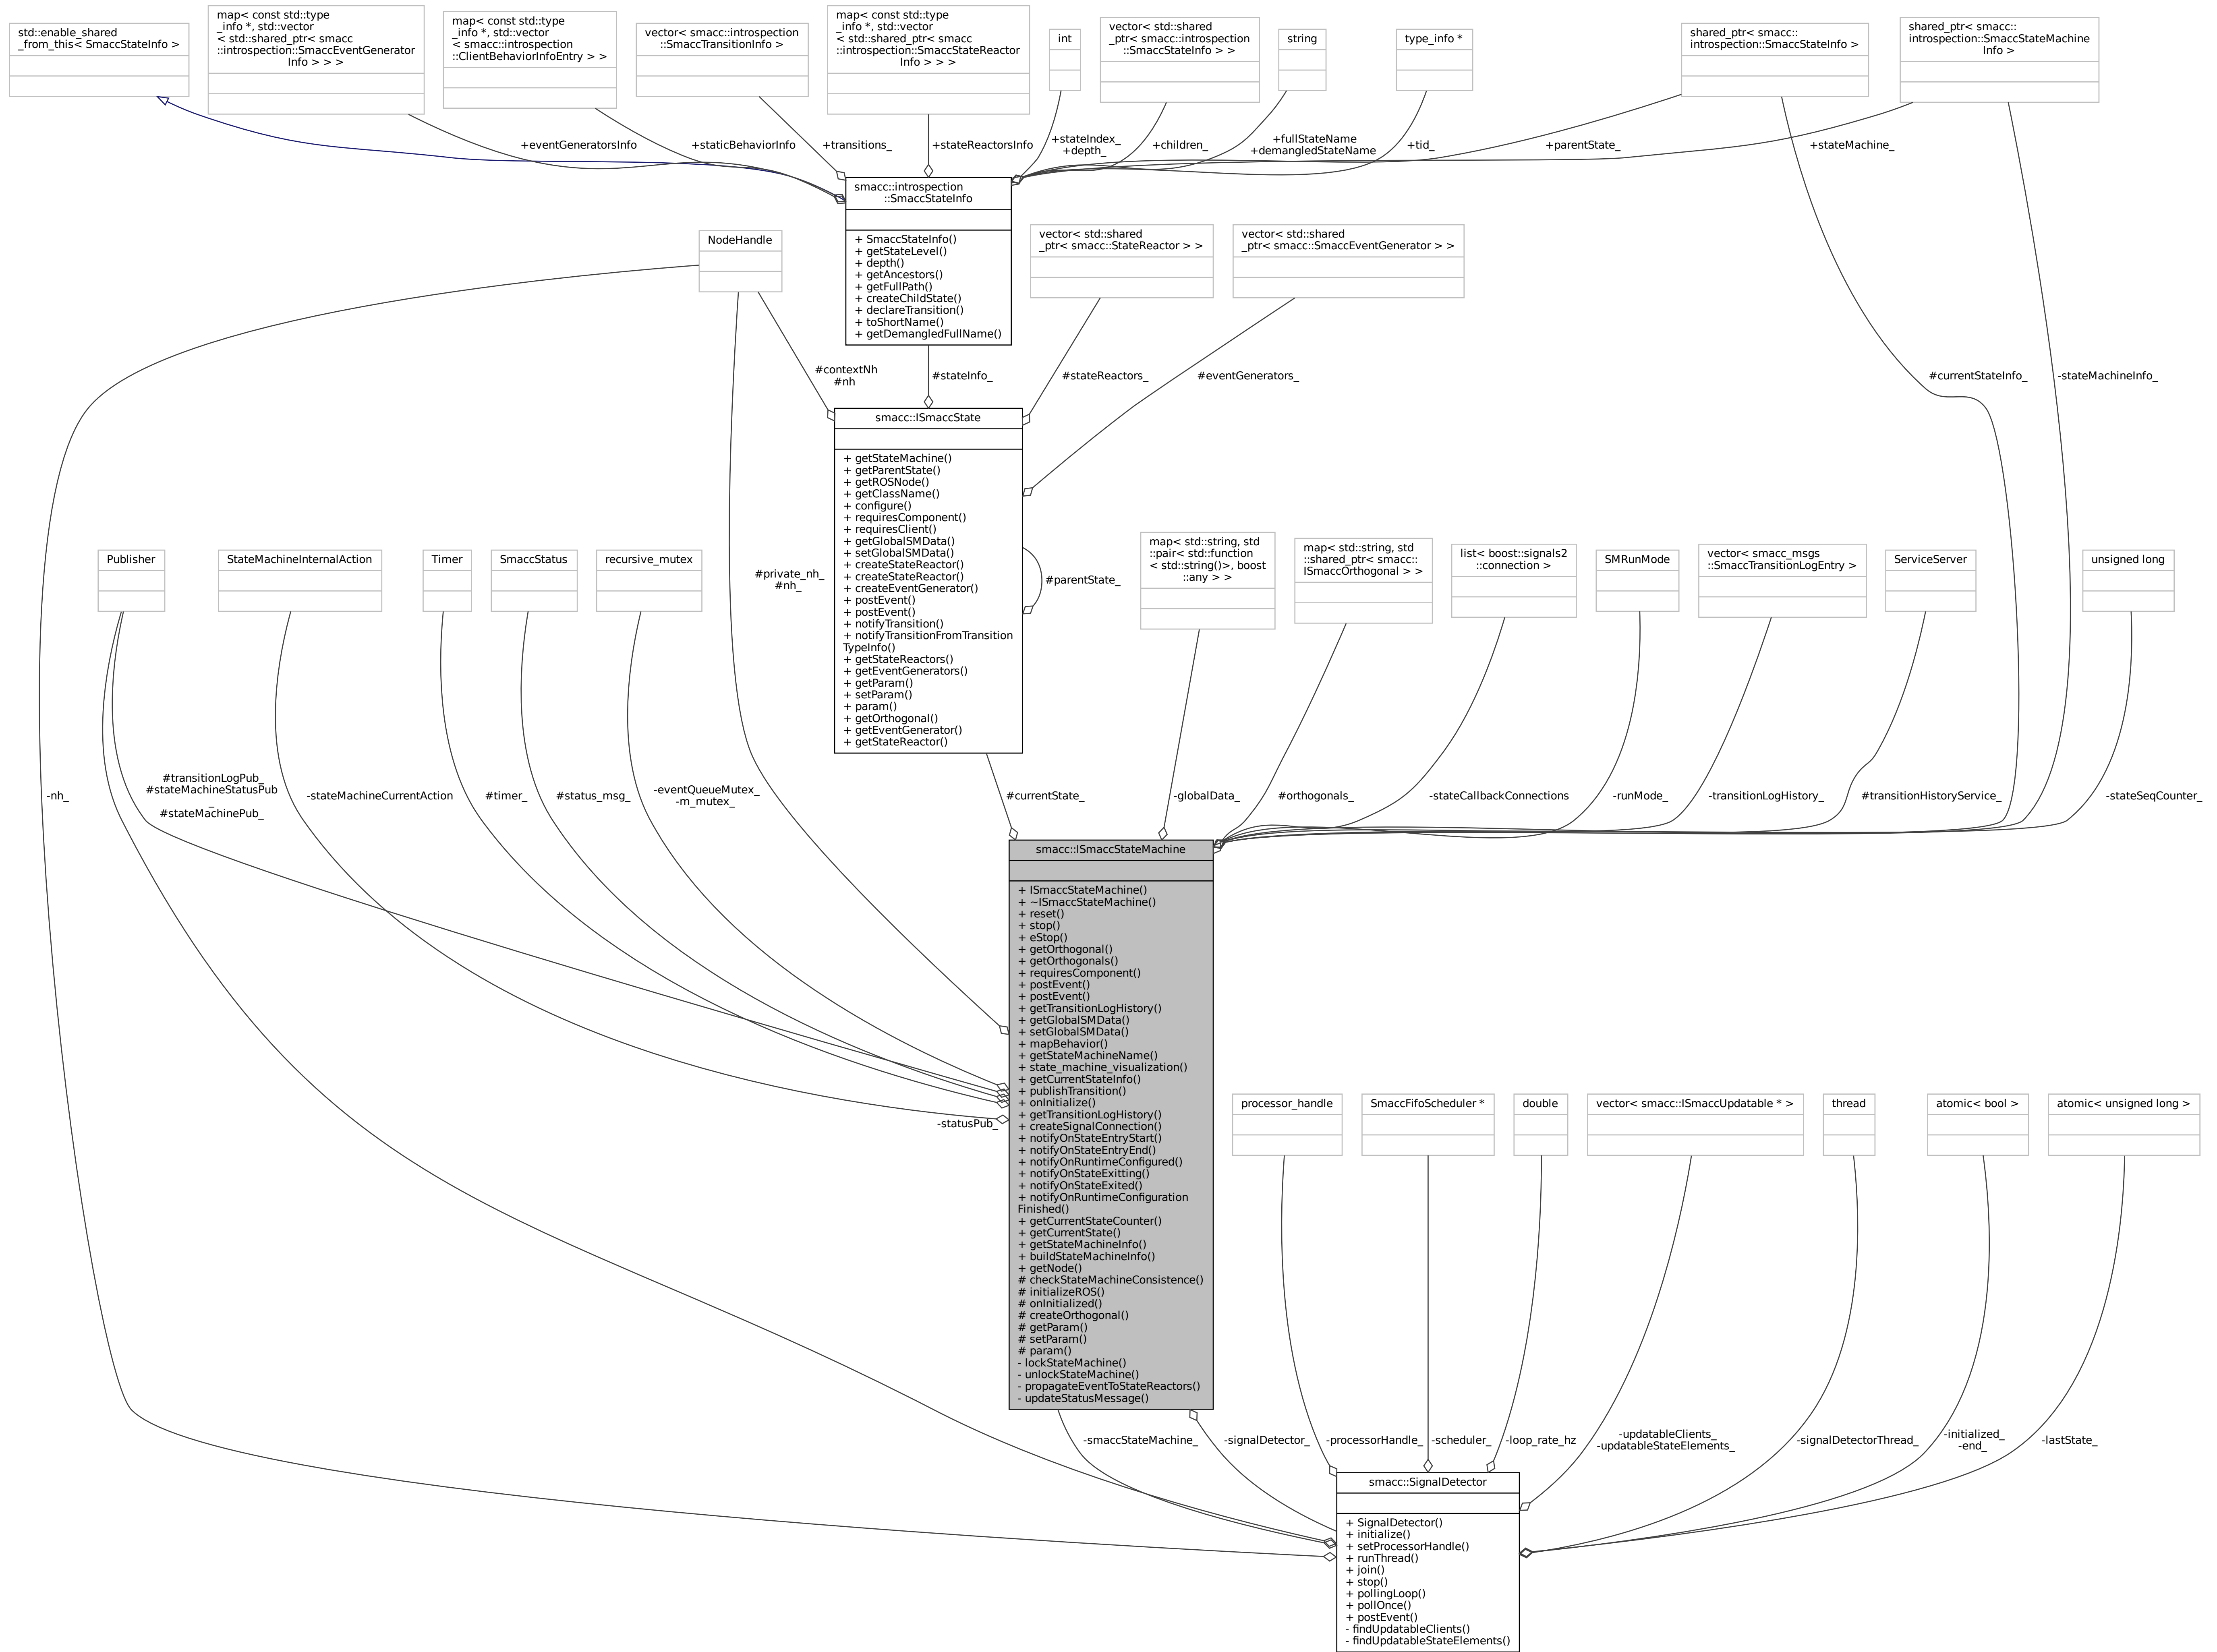 std::enable_shared
_from_this< SmaccStateInfo >
map< const std::type
_info *, std::vector
< std::shared_ptr< smacc
::introspection::SmaccEventGenerator
Info > > >
map< const std::type
_info *, std::vector
< smacc::introspection
::ClientBehaviorInfoEntry > >
vector< smacc::introspection
::SmaccTransitionInfo >
map< const std::type
_info *, std::vector
< std::shared_ptr< smacc
::introspection::SmaccStateReactor
Info > > >
int
vector< std::shared
_ptr< smacc::introspection
::SmaccStateInfo > >
string
type_info *
shared_ptr< smacc::
introspection::SmaccStateInfo >
shared_ptr< smacc::
introspection::SmaccStateMachine
Info >
+eventGeneratorsInfo
+staticBehaviorInfo
+transitions_
+stateReactorsInfo
+stateIndex_
+depth_
+children_
+fullStateName
+demangledStateName
+tid_
+parentState_
+stateMachine_
smacc::introspection
::SmaccStateInfo
+ SmaccStateInfo()
+ getStateLevel()
+ depth()
+ getAncestors()
+ getFullPath()
+ createChildState()
+ declareTransition()
+ toShortName()
+ getDemangledFullName()
NodeHandle
vector< std::shared
_ptr< smacc::StateReactor > >
vector< std::shared
_ptr< smacc::SmaccEventGenerator > >
#contextNh
#nh
#stateInfo_
#stateReactors_
#eventGenerators_
#currentStateInfo_
-stateMachineInfo_
smacc::ISmaccState
+ getStateMachine()
+ getParentState()
+ getROSNode()
+ getClassName()
+ configure()
+ requiresComponent()
+ requiresClient()
+ getGlobalSMData()
+ setGlobalSMData()
+ createStateReactor()
+ createStateReactor()
+ createEventGenerator()
+ postEvent()
+ postEvent()
+ notifyTransition()
+ notifyTransitionFromTransition
TypeInfo()
+ getStateReactors()
+ getEventGenerators()
+ getParam()
+ setParam()
+ param()
+ getOrthogonal()
+ getEventGenerator()
+ getStateReactor()
#parentState_
#private_nh_
#nh_
Publisher
StateMachineInternalAction
Timer
SmaccStatus
recursive_mutex
map< std::string, std
::pair< std::function
< std::string()>, boost
::any > >
map< std::string, std
::shared_ptr< smacc::
ISmaccOrthogonal > >
list< boost::signals2
::connection >
SMRunMode
vector< smacc_msgs
::SmaccTransitionLogEntry >
ServiceServer
unsigned long
-nh_
#transitionLogPub_
#stateMachineStatusPub
_
#stateMachinePub_
-stateMachineCurrentAction
#timer_
#status_msg_
-eventQueueMutex_
-m_mutex_
#currentState_
-globalData_
#orthogonals_
-stateCallbackConnections
-runMode_
-transitionLogHistory_
#transitionHistoryService_
-stateSeqCounter_
smacc::ISmaccStateMachine
+ ISmaccStateMachine()
+ ~ISmaccStateMachine()
+ reset()
+ stop()
+ eStop()
+ getOrthogonal()
+ getOrthogonals()
+ requiresComponent()
+ postEvent()
+ postEvent()
+ getTransitionLogHistory()
+ getGlobalSMData()
+ setGlobalSMData()
+ mapBehavior()
+ getStateMachineName()
+ state_machine_visualization()
+ getCurrentStateInfo()
+ publishTransition()
+ onInitialize()
+ getTransitionLogHistory()
+ createSignalConnection()
+ notifyOnStateEntryStart()
+ notifyOnStateEntryEnd()
+ notifyOnRuntimeConfigured()
+ notifyOnStateExitting()
+ notifyOnStateExited()
+ notifyOnRuntimeConfiguration
Finished()
+ getCurrentStateCounter()
+ getCurrentState()
+ getStateMachineInfo()
+ buildStateMachineInfo()
+ getNode()
# checkStateMachineConsistence()
# initializeROS()
# onInitialized()
# createOrthogonal()
# getParam()
# setParam()
# param()
- lockStateMachine()
- unlockStateMachine()
- propagateEventToStateReactors()
- updateStatusMessage()
-statusPub_
processor_handle
SmaccFifoScheduler *
double
vector< smacc::ISmaccUpdatable * >
thread
atomic< bool >
atomic< unsigned long >
-smaccStateMachine_
-signalDetector_
-processorHandle_
-scheduler_
-loop_rate_hz
-updatableClients_
-updatableStateElements_
-signalDetectorThread_
-initialized_
-end_
-lastState_
smacc::SignalDetector
+ SignalDetector()
+ initialize()
+ setProcessorHandle()
+ runThread()
+ join()
+ stop()
+ pollingLoop()
+ pollOnce()
+ postEvent()
- findUpdatableClients()
- findUpdatableStateElements()